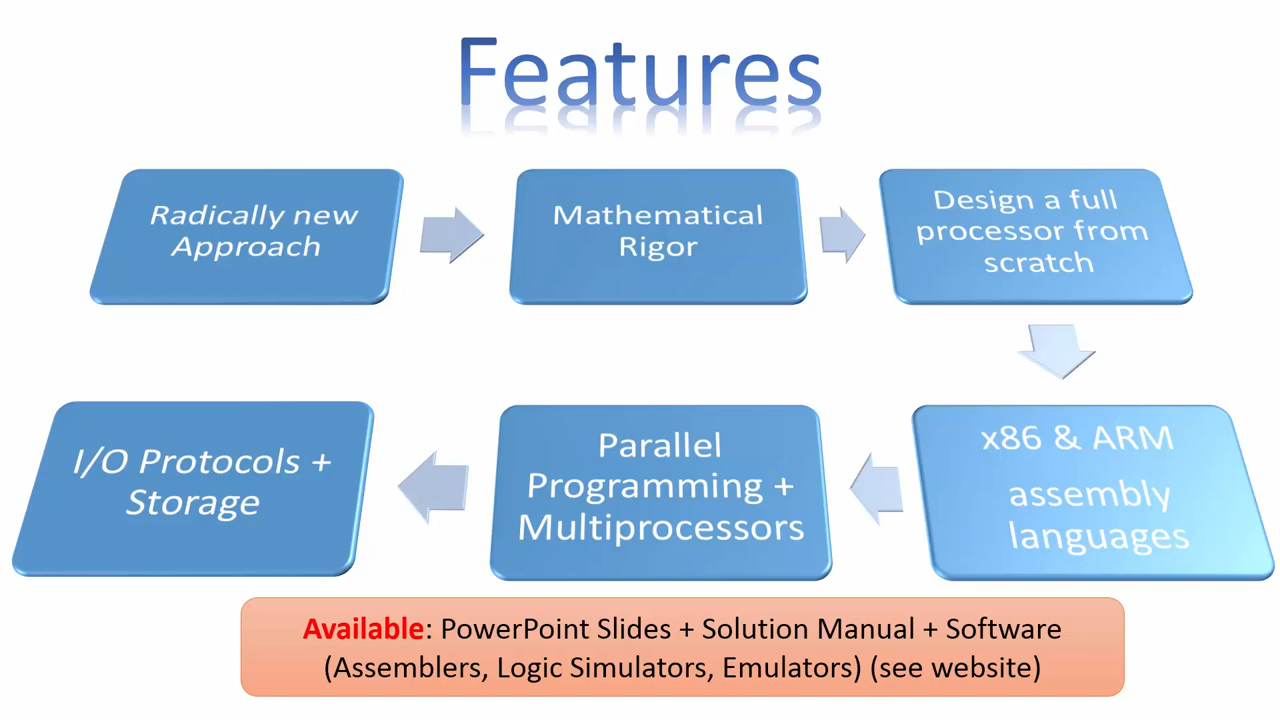 Features
Radically new
Approach
Mathematical
Rigor
Design a full
processor from
scratch
x86 & ARM
assembly
languages
Parallel
Programming +
Multiprocessors
I/O Protocols +
Storage
Available: PowerPoint Slides + Solution Manual + Software
(Assemblers, Logic Simulators, Emulators) (see website)